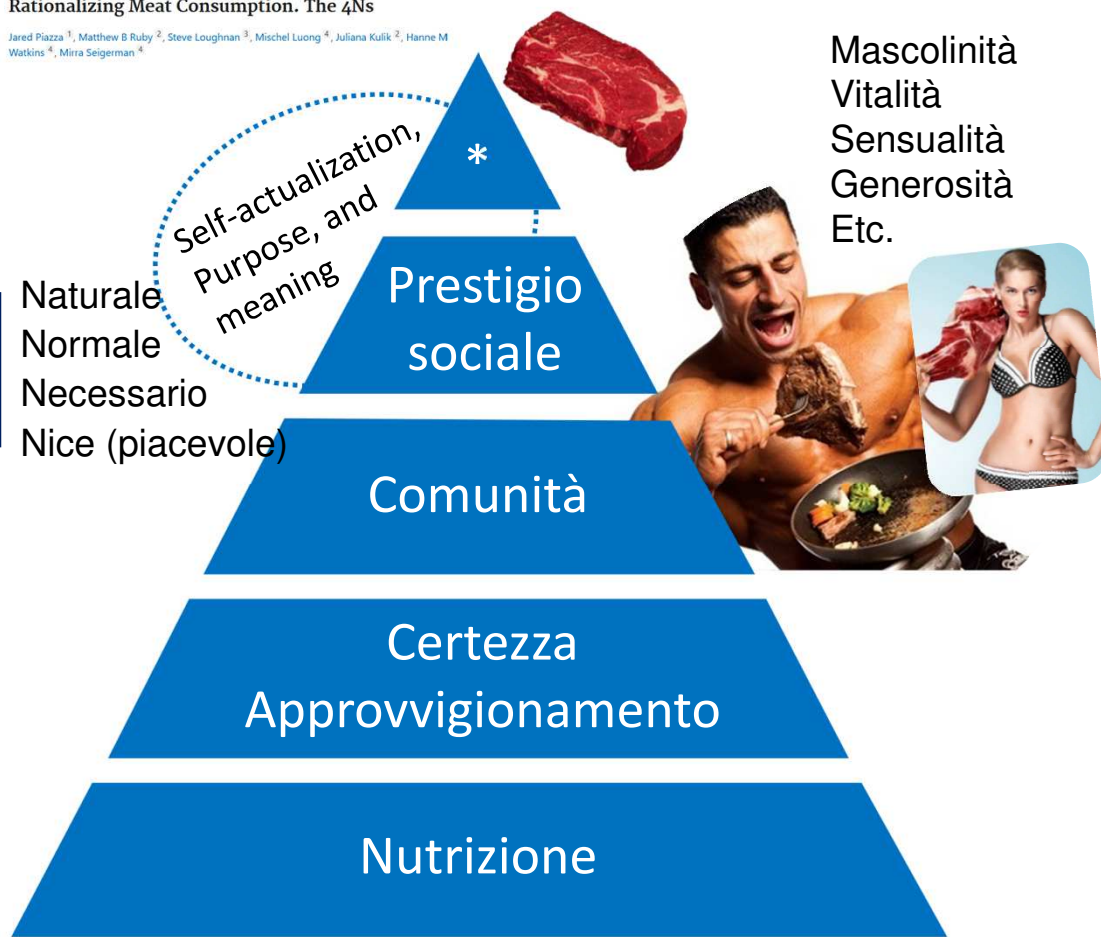 Rationalizing Meat Consumption. The 4Ns
Jared Piazza 1, Matthew B Ruby 2, Steve Loughnan 3, Mischel Luong 4, Juliana Kulik 2, Hanne M
Watkins 4, Mirra Seigerman 4
Mascolinità
Vitalità
Sensualità
Generosità
Etc.
*
Self-actualization,
Purpose, and
meaning
Naturale
Normale
Necessario
Nice (piacevole)
Prestigio
sociale
Comunità
Certezza
Approvvigionamento
Nutrizione